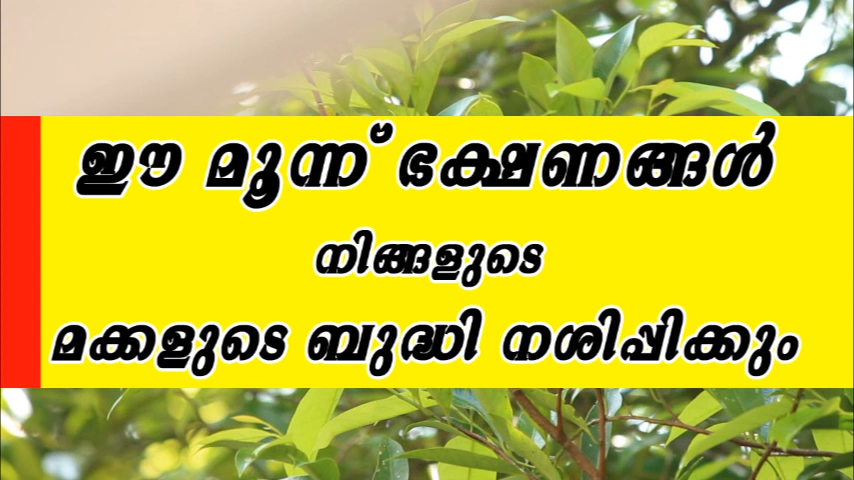 ഈ മൂന്ന് ഭക്ഷണങ്ങൾ
നിങ്ങളുടെ
മക്കളുടെ ബുദ്ധി നശിപ്പിക്കും